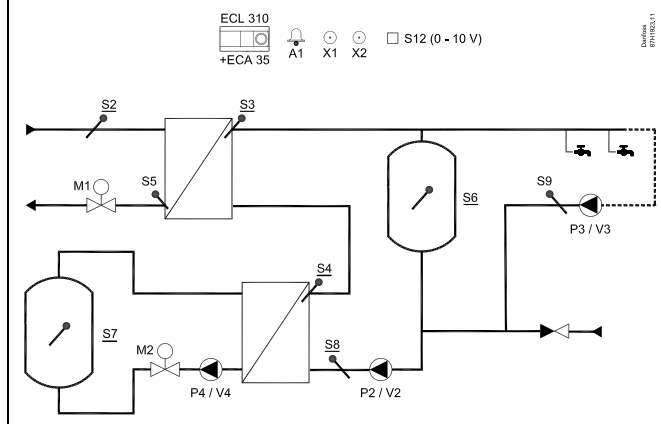 ECL 310
+ECA 35
A1
X1
X2
S12 (0 - 10 V)
Danfoss
87H1923.11
S2
S3
M1
S5
S6
S9
P3 / V3
S4
S7
M2
S8
P4 / V4
P2 / V2